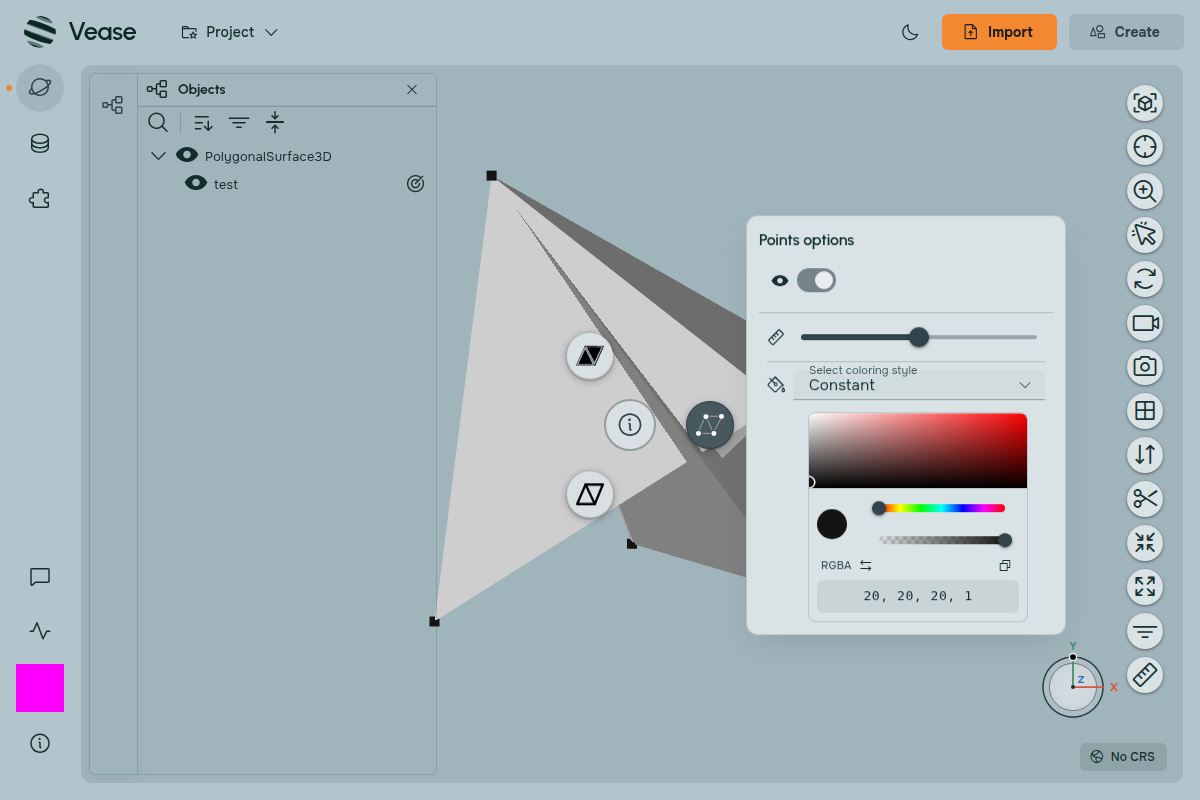 Vease
Project
Import
Create
Objects
PolygonalSurface3D
test
Points options
Select coloring style
Constant
RGBA
20, 20, 20, 1
Y
Z
X
No CRS